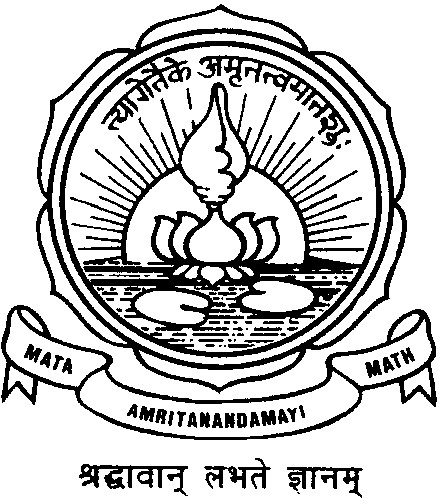 त्यागेनैके अमृतत्वमानशुः
MATA
AMRITANANDAMAYI
MATH
श्रद्धावान् लभते ज्ञानम्